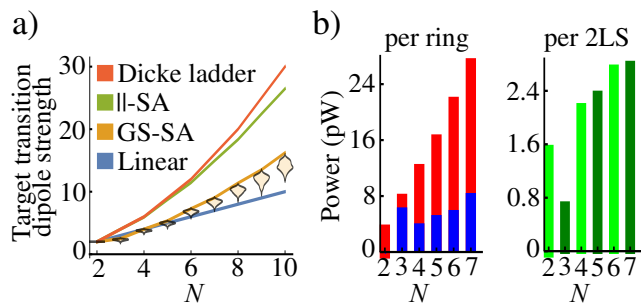 a)
Target transition
dipole strength
30
20
10
0
Dicke ladder
||-SA
GS-SA
Linear
2 4 6 8 10
N
b)
per ring
Power (pW)
24
16
8
0
2 3 4 5 6 7
N
per 2LS
2.4
1.6
0.8
0
2 3 4 5 6 7
N